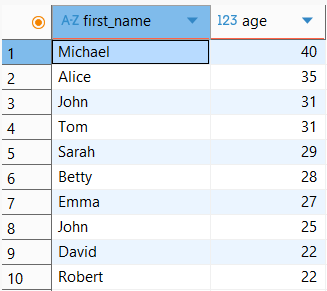 A-Z first_name 123 age
1 Michael 40
2 Alice 35
3 John 31
4 Tom 31
5 Sarah 29
6 Betty 28
7 Emma 27
8 John 25
9 David 22
10 Robert 22